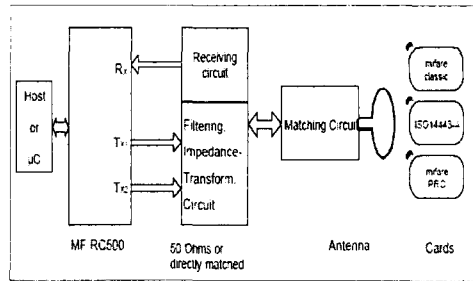 Host
or
µC
Rx
Tx1
Tx2
MF RC500
Receiving
circuit
Filtering,
Impedance-
Transform.
Circuit
50 Ohms or
directly matched
Matching Circuit
Antenna
mifare
classic
ISO14443-A
mifare
PRO
Cards